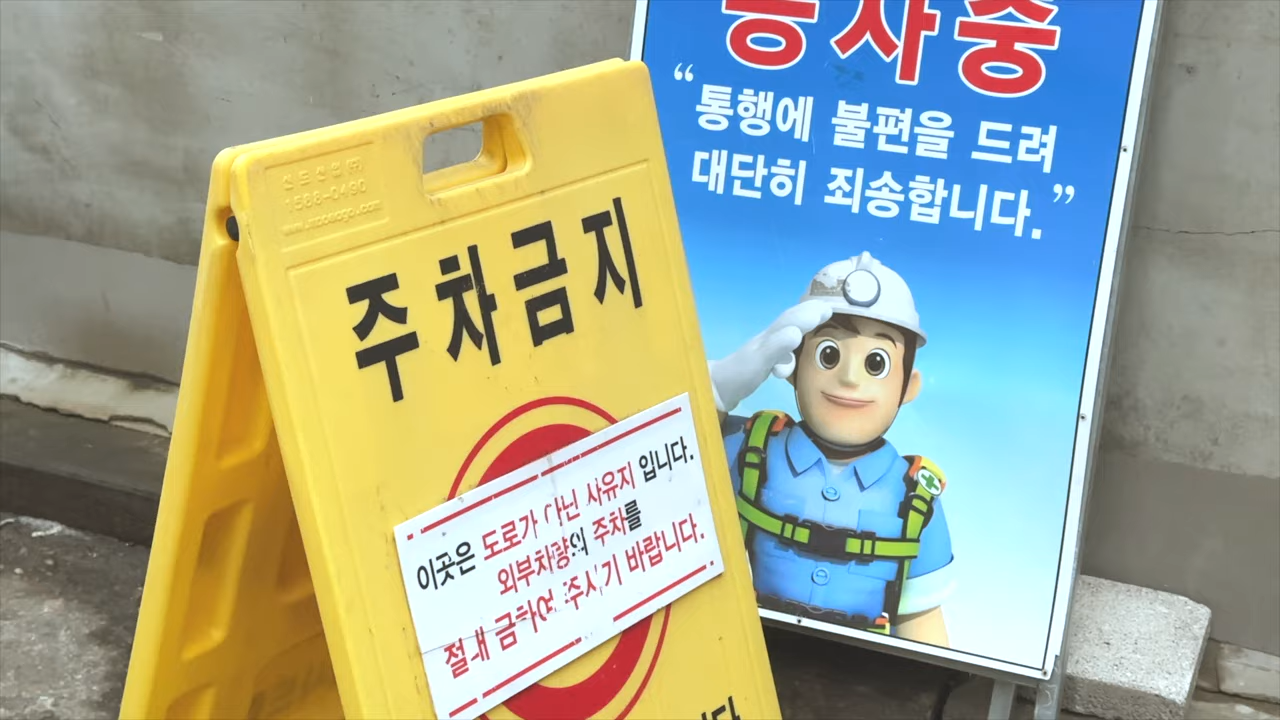 공사중
“통행에 불편을 드려
대단히 죄송합니다.”
1588-0490
주차금지
이곳은 도로가 아닌 사유지 입니다.
외부차량의 주차를
절대 금하여 주시기 바랍니다.